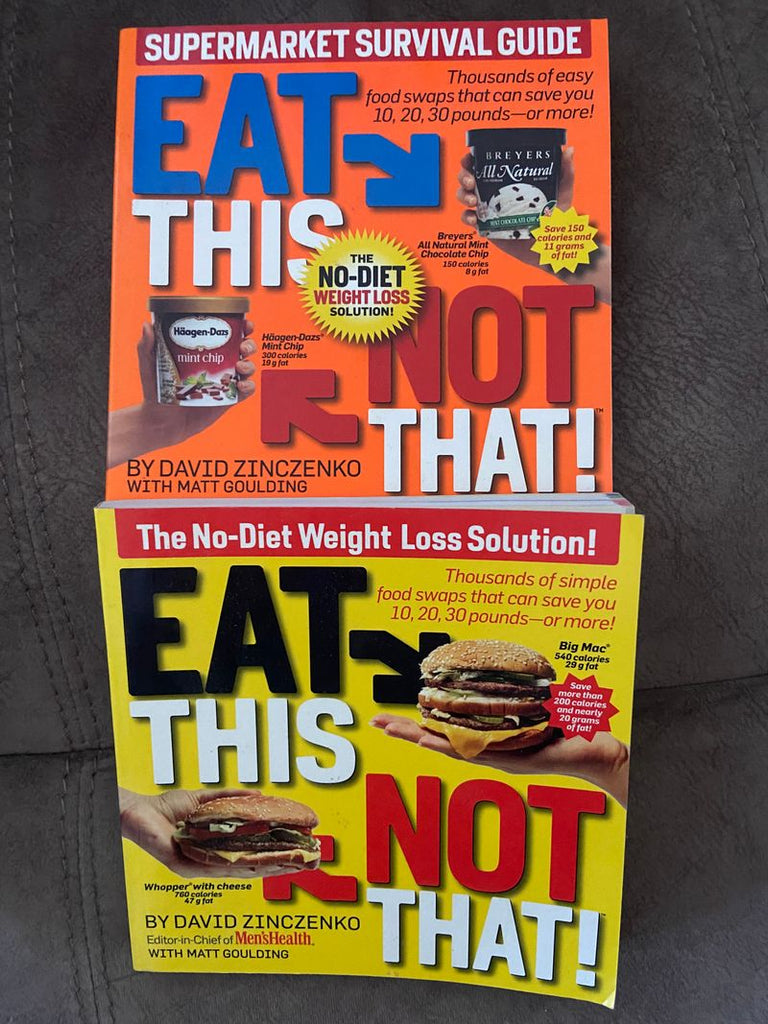 SUPERMARKET SURVIVAL GUIDE
EAT
THIS
Thousands of easy
food swaps that can save you
10, 20, 30 pounds—or more!
BREYERS
All Natural
MINT CHOCOLATE CHIP
Breyers®
All Natural Mint
Chocolate Chip
150 calories
8 g fat
Save 150
calories and
11 grams
of fat!
THE
NO-DIET
WEIGHT LOSS
SOLUTION!
Häagen-Dazs
mint chip
Häagen-Dazs®
Mint Chip
300 calories
19 g fat
NOT
THAT!™
BY DAVID ZINCZENKO
WITH MATT GOULDING
The No-Diet Weight Loss Solution!
EAT
THIS
Thousands of simple
food swaps that can save you
10, 20, 30 pounds—or more!
Big Mac®
540 calories
29 g fat
Save
more than
200 calories
and nearly
20 grams
of fat!
NOT
THAT!™
Whopper® with cheese
760 calories
47 g fat
BY DAVID ZINCZENKO
Editor-in-Chief of Men'sHealth.
WITH MATT GOULDING